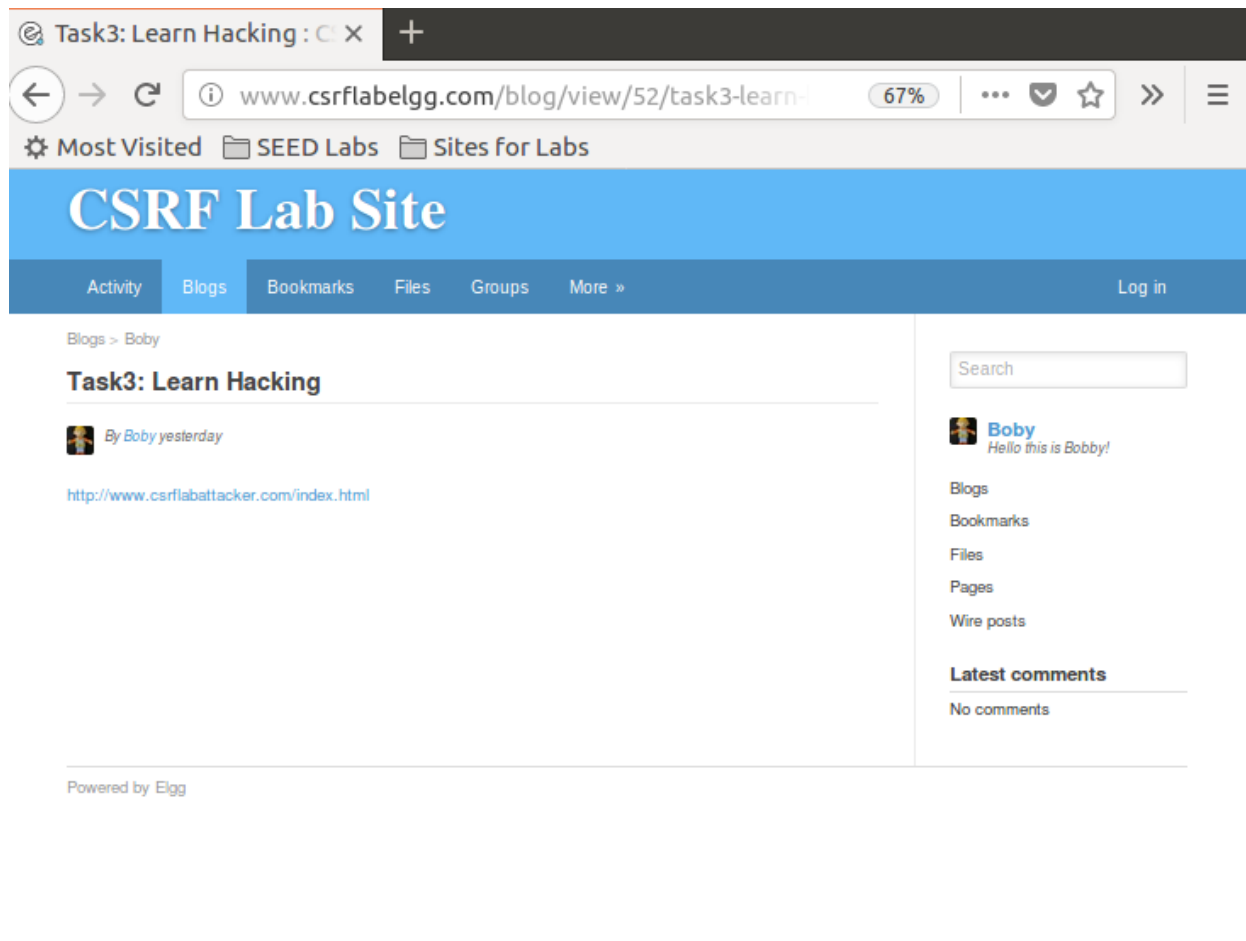 Task3: Learn Hacking : C
www.csrflabelgg.com/blog/view/52/task3-learn-
67%
Most Visited SEED Labs Sites for Labs
CSRF Lab Site
Activity Blogs Bookmarks Files Groups More » Log in
Blogs > Boby
Task3: Learn Hacking
By Boby yesterday
http://www.csrflabattacker.com/index.html
Search
Boby
Hello this is Bobby!
Blogs
Bookmarks
Files
Pages
Wire posts
Latest comments
No comments
Powered by Elgg